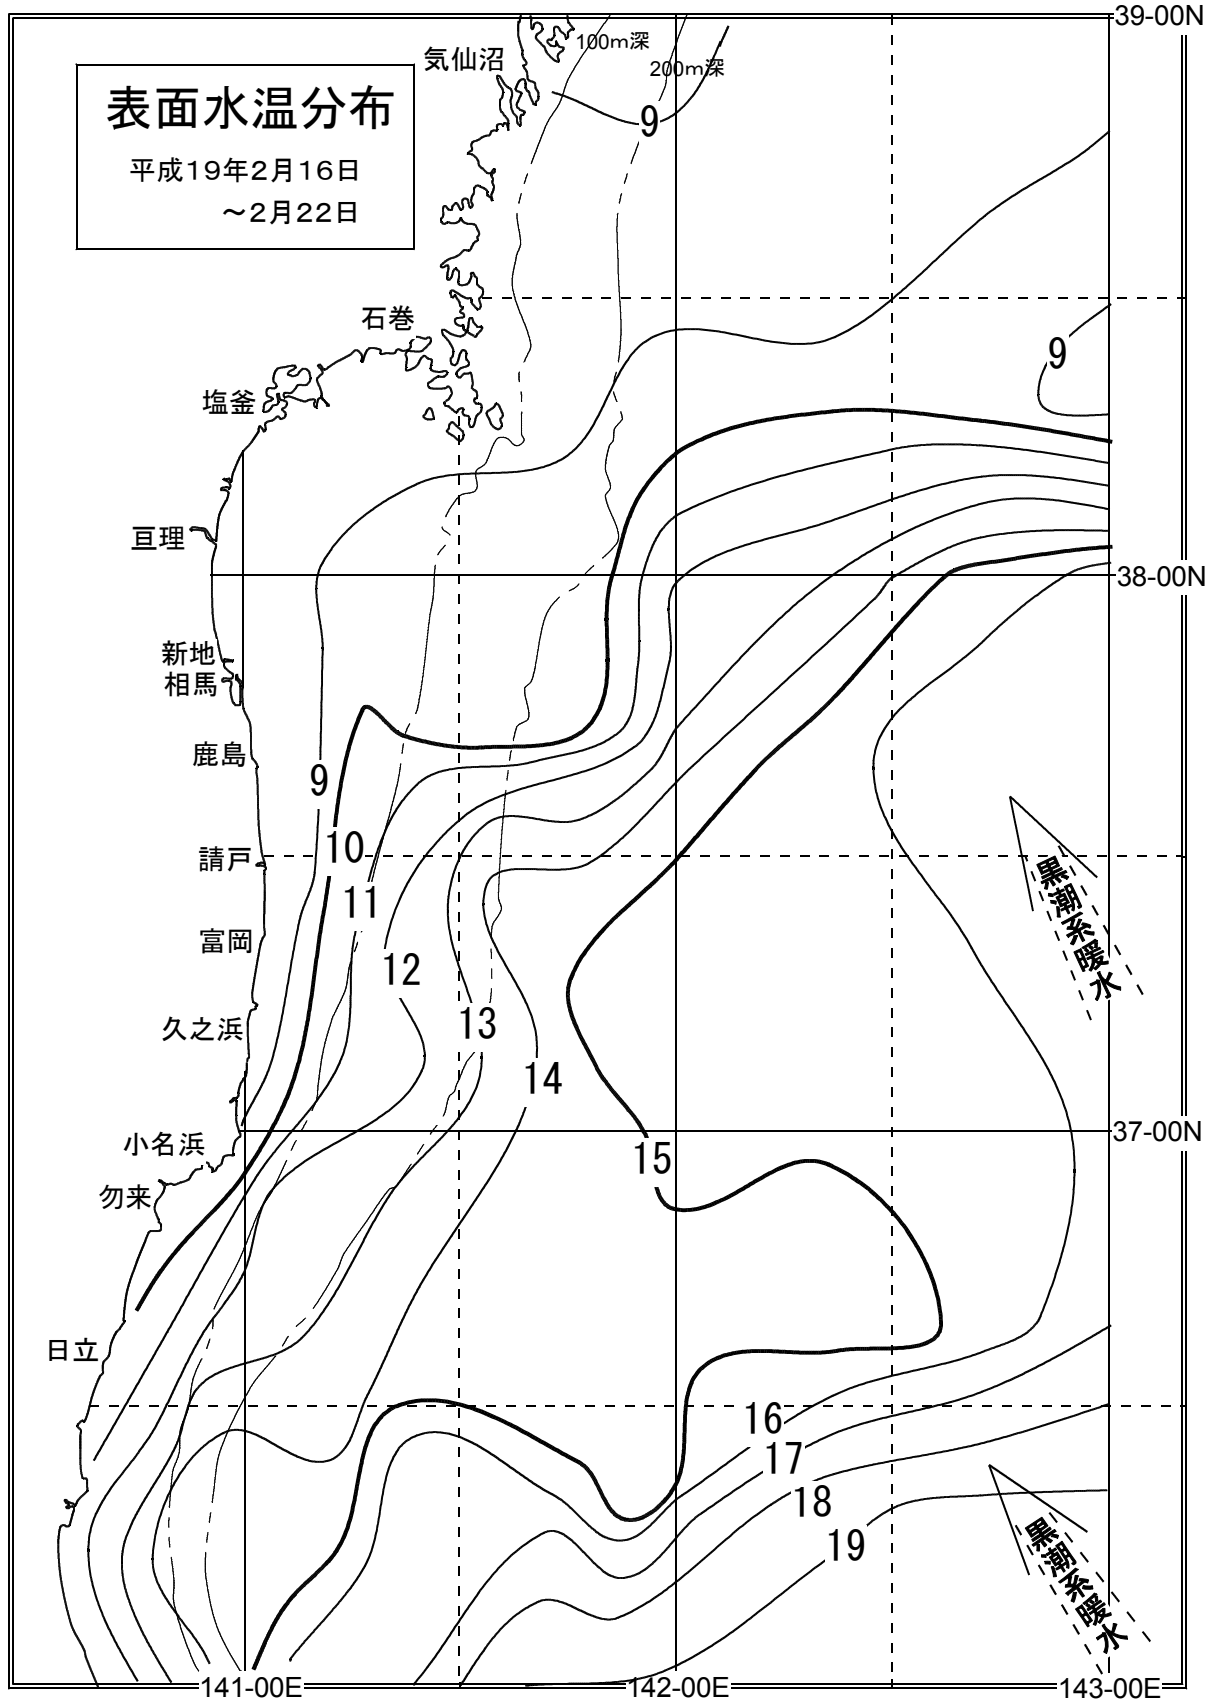 39-00N
100m深
気仙沼
200m深
表面水温分布
9
平成19年2月16日
～2月22日
石巻
9
塩釜
亘理
38-00N
新地
相馬
鹿島
9
10
請戸
黒潮系暖水
11
富岡
12
13
久之浜
14
37-00N
小名浜
15
勿来
日立
16
17
18
19
黒潮系暖水
141-00E
142-00E
143-00E